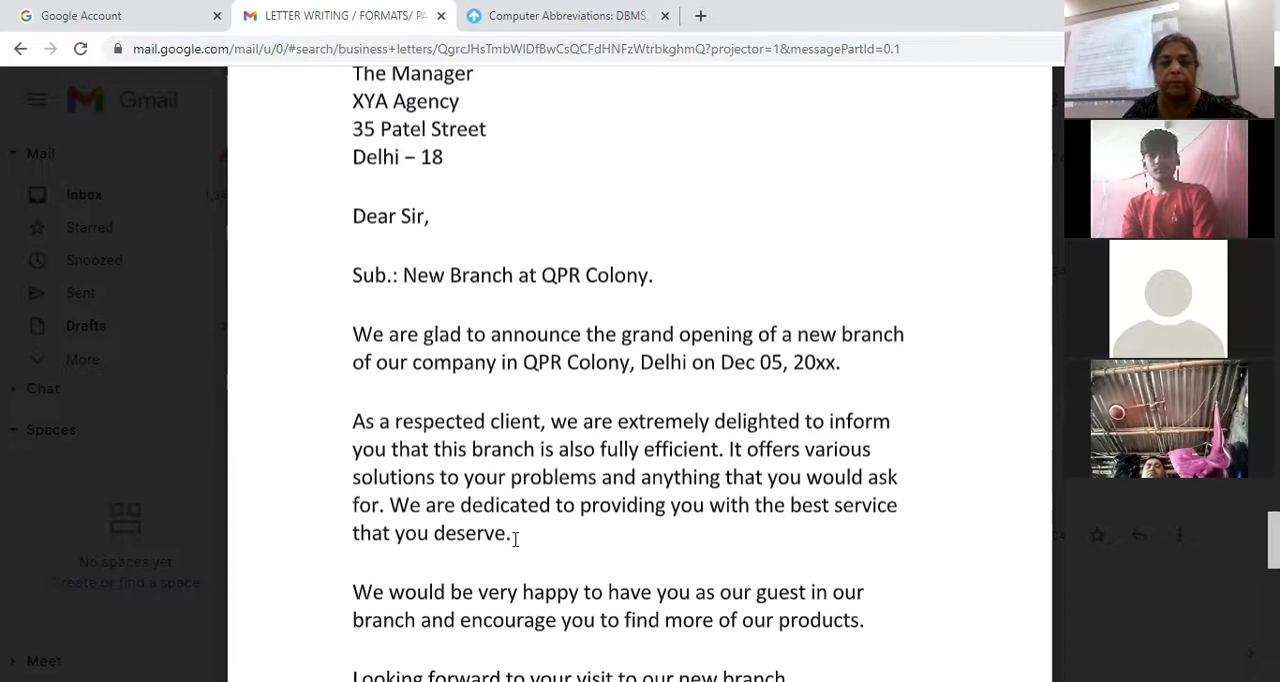 Google Account
LETTER WRITING / FORMATS/ PA
Computer Abbreviations: DBMS,
mail.google.com/mail/u/0/#search/business+letters/QgrcJHsTmbWlDfBwCsQCFdHNFzWtrbkghmQ?projector=1&messagePartId=0.1
Gmail
Mail
Inbox
Starred
Snoozed
Sent
Drafts
More
Chat
Spaces
No spaces yet
Create or find a space
Meet
The Manager
XYA Agency
35 Patel Street
Delhi – 18
Dear Sir,
Sub.: New Branch at QPR Colony.
We are glad to announce the grand opening of a new branch
of our company in QPR Colony, Delhi on Dec 05, 20xx.
As a respected client, we are extremely delighted to inform
you that this branch is also fully efficient. It offers various
solutions to your problems and anything that you would ask
for. We are dedicated to providing you with the best service
that you deserve.
We would be very happy to have you as our guest in our
branch and encourage you to find more of our products.
Looking forward to your visit to our new branch